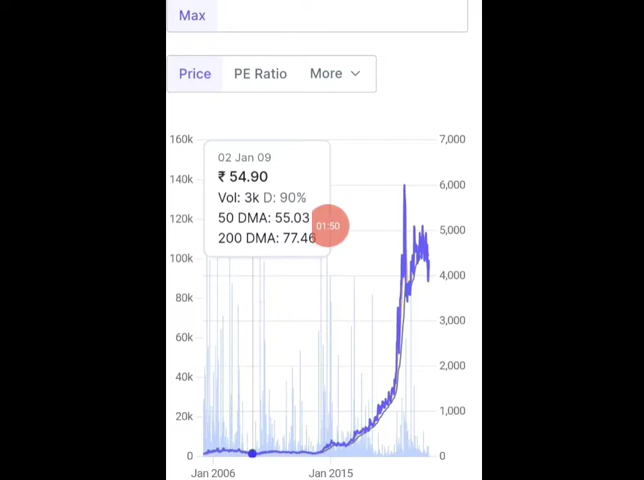 Max
Price PE Ratio More
160k 7,000
02 Jan 09
₹ 54.90
Vol: 3k D: 90%
50 DMA: 55.03
200 DMA: 77.46
01:50
140k 6,000
120k 5,000
100k 4,000
80k 3,000
60k 2,000
40k 1,000
20k
0 0
Jan 2006 Jan 2015